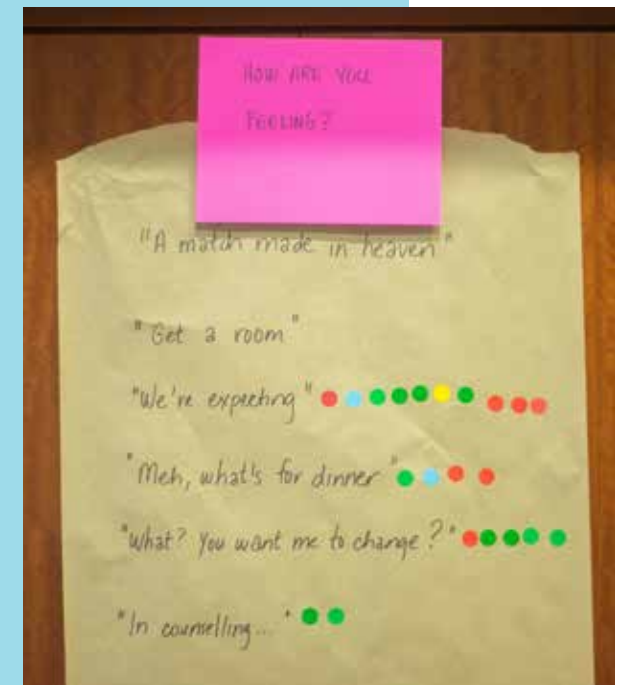 HOW ARE YOU
FEELING?
"A match made in heaven"
"Get a room"
"We're expecting"
"Meh, what's for dinner"
"What? You want me to change?"
"In counselling..."